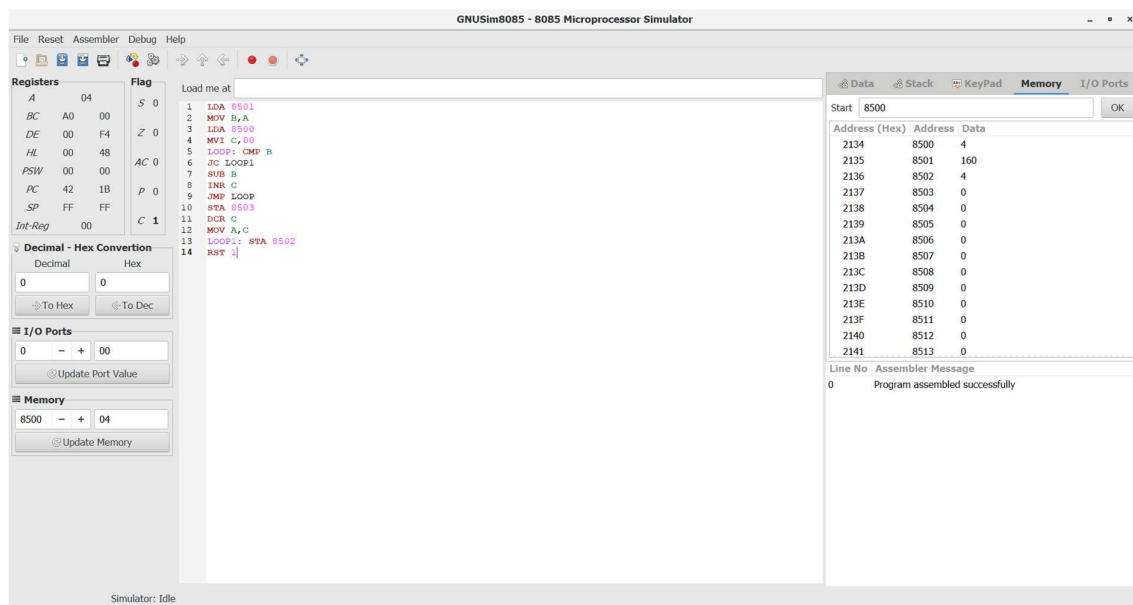 GNUSim8085 - 8085 Microprocessor Simulator
File Reset Assembler Debug Help
Registers
A 04
BC A0 00
DE 00 F4
HL 00 48
PSW 00 00
PC 42 1B
SP FF FF
Int-Reg 00
Flag
S 0
Z 0
AC 0
P 0
C 1
Decimal - Hex Convertion
Decimal Hex
0 0
To Hex To Dec
I/O Ports
0 − + 00
Update Port Value
Memory
8500 − + 04
Update Memory
Load me at
1 LDA 8501
2 MOV B,A
3 LDA 8500
4 MVI C,00
5 LOOP: CMP B
6 JC LOOP1
7 SUB B
8 INR C
9 JMP LOOP
10 STA 8503
11 DCR C
12 MOV A,C
13 LOOP1: STA 8502
14 RST 1
Data Stack KeyPad Memory I/O Ports
Start 8500 OK
Address (Hex) Address Data
2134 8500 4
2135 8501 160
2136 8502 4
2137 8503 0
2138 8504 0
2139 8505 0
213A 8506 0
213B 8507 0
213C 8508 0
213D 8509 0
213E 8510 0
213F 8511 0
2140 8512 0
2141 8513 0
Line No Assembler Message
0 Program assembled successfully
Simulator: Idle